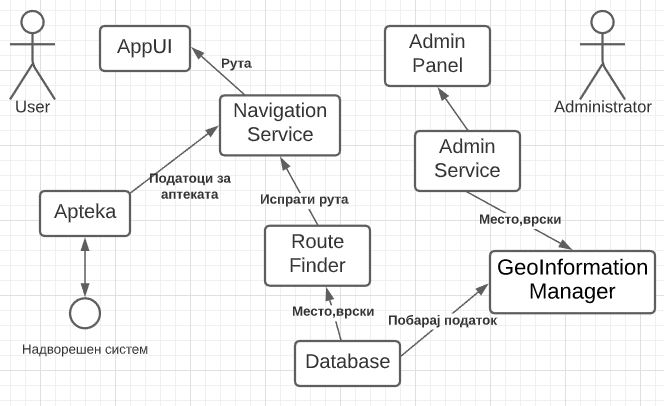 AppUI
Admin
Panel
User
Administrator
Рута
Navigation
Service
Admin
Service
Податоци за
аптеката
Испрати рута
Место,врски
Apteka
Route
Finder
GeoInformation
Manager
Место,врски
Побарај податок
Надворешен систем
Database